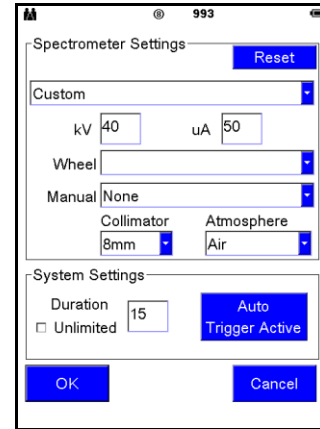 ® 993
Spectrometer Settings
Reset
Custom
kV 40 uA 50
Wheel
Manual None
Collimator Atmosphere
8mm Air
System Settings
Duration 15
Unlimited
Auto
Trigger Active
OK Cancel